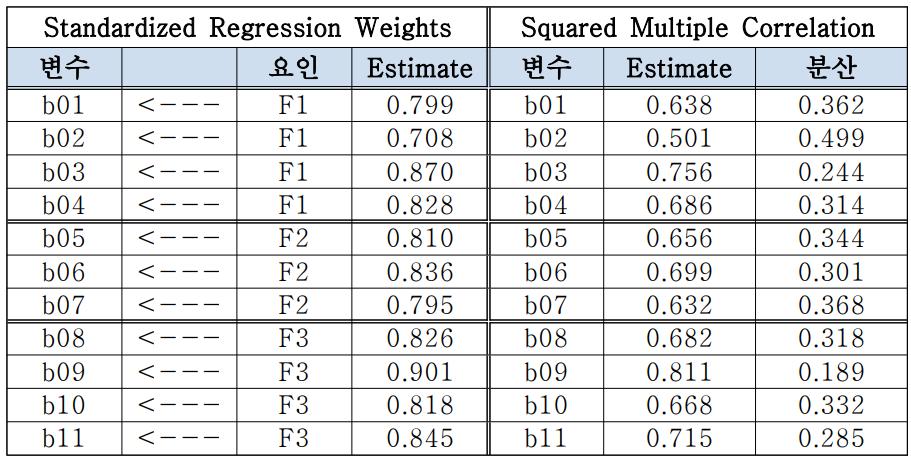 Standardized Regression Weights Squared Multiple Correlation
변수 요인 Estimate 변수 Estimate 분산
b01 <--- F1 0.799 b01 0.638 0.362
b02 <--- F1 0.708 b02 0.501 0.499
b03 <--- F1 0.870 b03 0.756 0.244
b04 <--- F1 0.828 b04 0.686 0.314
b05 <--- F2 0.810 b05 0.656 0.344
b06 <--- F2 0.836 b06 0.699 0.301
b07 <--- F2 0.795 b07 0.632 0.368
b08 <--- F3 0.826 b08 0.682 0.318
b09 <--- F3 0.901 b09 0.811 0.189
b10 <--- F3 0.818 b10 0.668 0.332
b11 <--- F3 0.845 b11 0.715 0.285